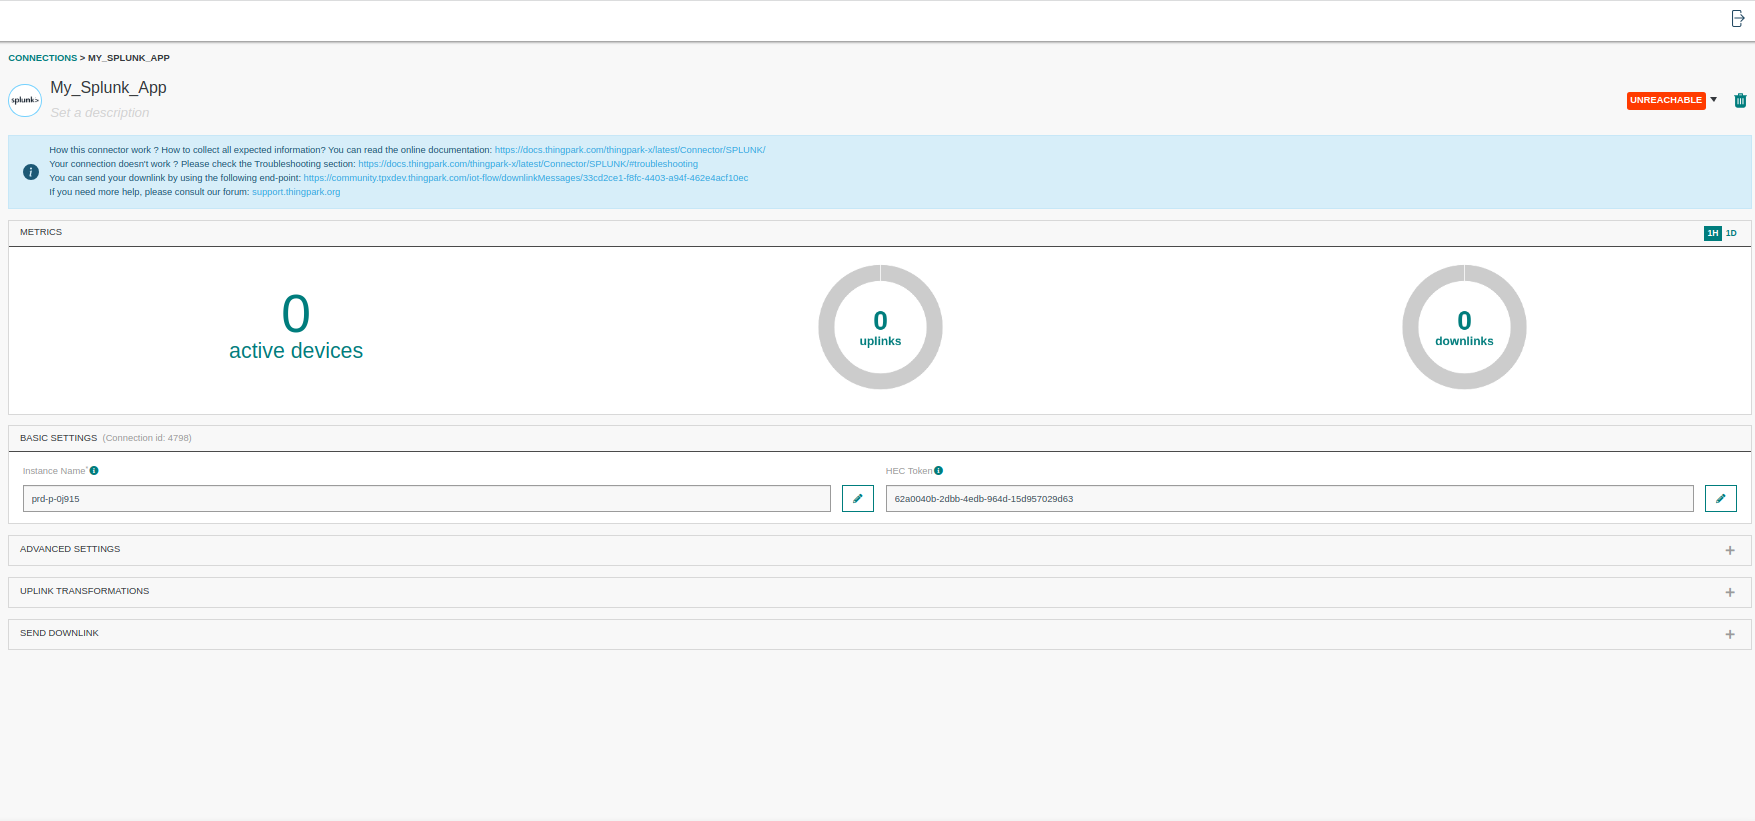 CONNECTIONS > MY_SPLUNK_APP
splunk>
My_Splunk_App
Set a description
UNREACHABLE
How this connector work ? How to collect all expected information? You can read the online documentation: https://docs.thingpark.com/thingpark-x/latest/Connector/SPLUNK/
Your connection doesn't work ? Please check the Troubleshooting section: https://docs.thingpark.com/thingpark-x/latest/Connector/SPLUNK/#troubleshooting
You can send your downlink by using the following end-point: https://community.tpxdev.thingpark.com/iot-flow/downlinkMessages/33cd2ce1-f8fc-4403-a94f-462e4acf10ec
If you need more help, please consult our forum: support.thingpark.org
METRICS
1H 1D
0
active devices
0
uplinks
0
downlinks
BASIC SETTINGS (Connection id: 4798)
Instance Name*
HEC Token
prd-p-0j915
62a0040b-2dbb-4edb-964d-15d957029d63
ADVANCED SETTINGS
UPLINK TRANSFORMATIONS
SEND DOWNLINK